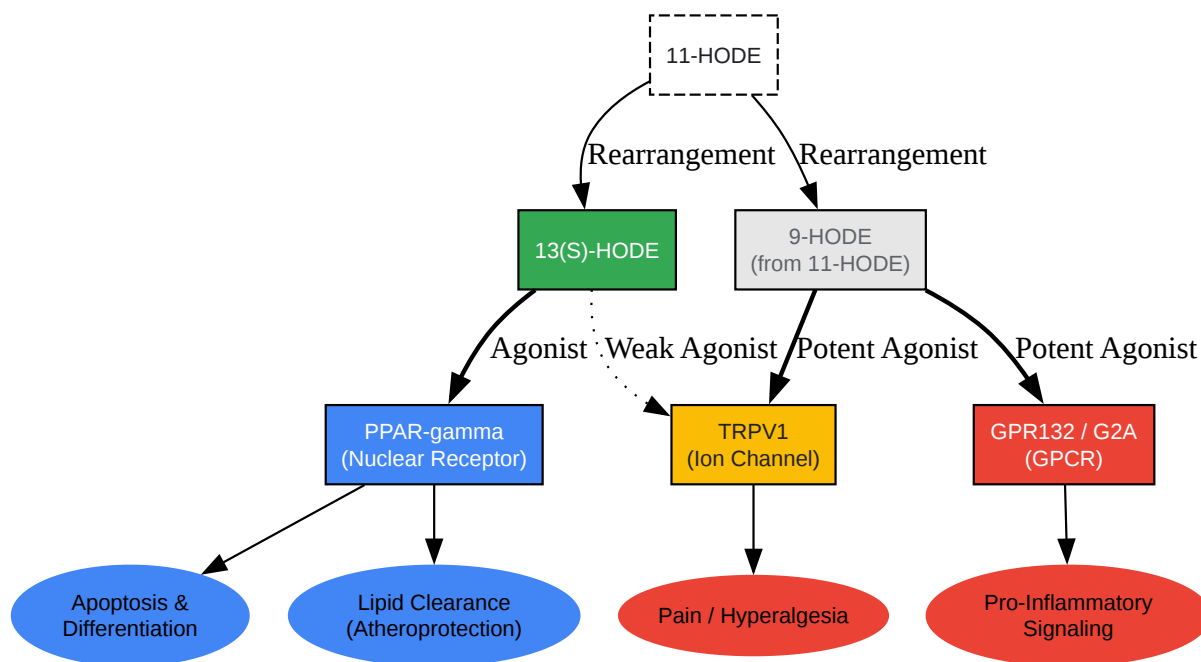 11-HODE
Rearrangement
Rearrangement
13(S)-HODE
9-HODE
(from 11-HODE)
Agonist
Weak Agonist
Potent Agonist
Potent Agonist
PPAR-gamma
(Nuclear Receptor)
TRPV1
(Ion Channel)
GPR132 / G2A
(GPCR)
Apoptosis &
Differentiation
Lipid Clearance
(Atheroprotection)
Pain / Hyperalgesia
Pro-Inflammatory
Signaling